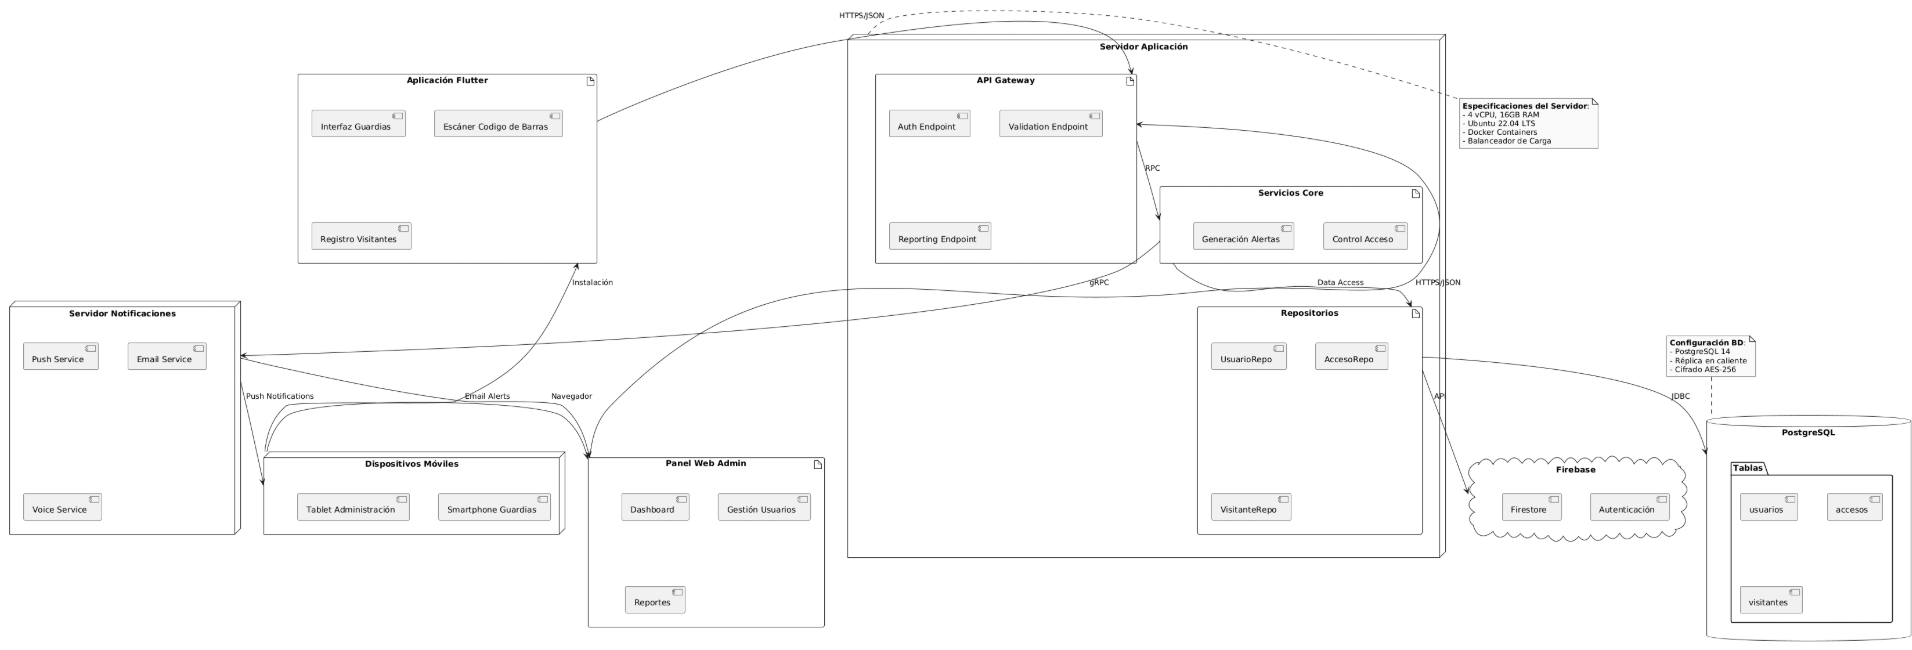 HTTPS/JSON
Servidor Aplicación
Aplicación Flutter
Interfaz Guardias
Escáner Codigo de Barras
Registro Visitantes
API Gateway
Auth Endpoint
Validation Endpoint
Reporting Endpoint
Especificaciones del Servidor:
- 4 vCPU, 16GB RAM
- Ubuntu 22.04 LTS
- Docker Containers
- Balanceador de Carga
RPC
Servicios Core
Generación Alertas
Control Acceso
Instalación
gRPC
Data Access
HTTPS/JSON
Servidor Notificaciones
Push Service
Email Service
Voice Service
Repositorios
UsuarioRepo
AccesoRepo
VisitanteRepo
Configuración BD:
- PostgreSQL 14
- Réplica en caliente
- Cifrado AES-256
Push Notifications
Email Alerts
Navegador
API
JDBC
Dispositivos Móviles
Tablet Administración
Smartphone Guardias
Panel Web Admin
Dashboard
Gestión Usuarios
Reportes
Firebase
Firestore
Autenticación
PostgreSQL
Tablas
usuarios
accesos
visitantes